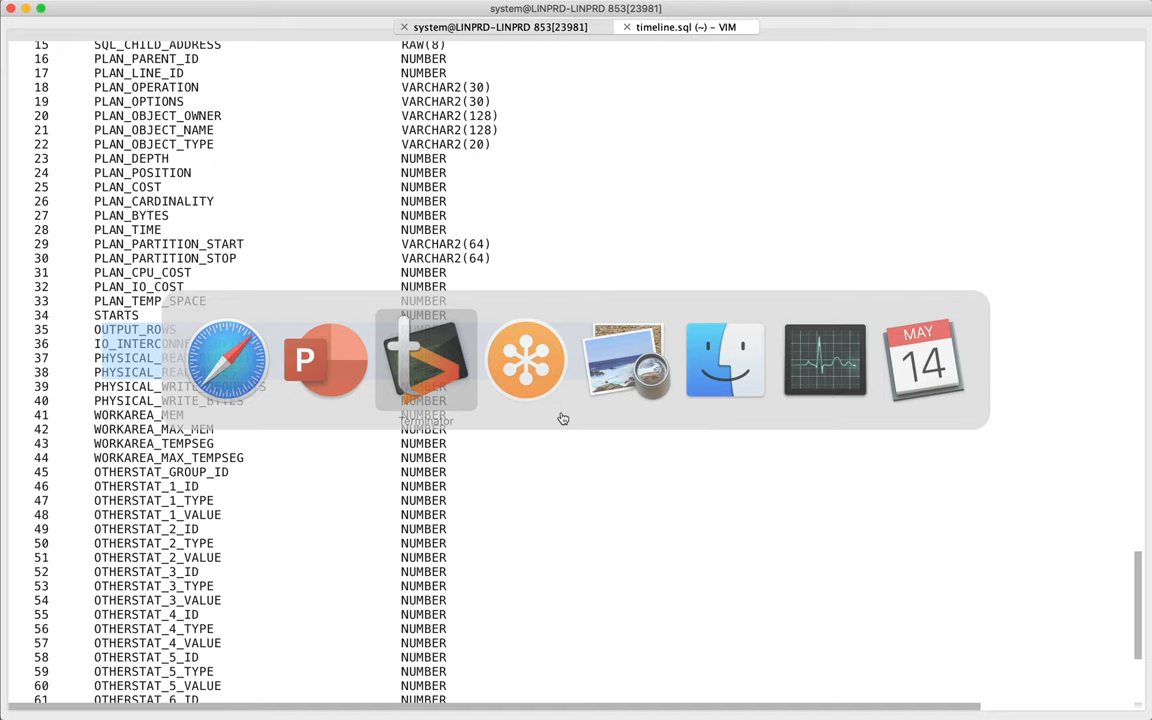 system@LINPRD-LINPRD 853[23981]
system@LINPRD-LINPRD 853[23981] timeline.sql (~) – VIM
15 SQL_CHILD_ADDRESS RAW(8)
16 PLAN_PARENT_ID NUMBER
17 PLAN_LINE_ID NUMBER
18 PLAN_OPERATION VARCHAR2(30)
19 PLAN_OPTIONS VARCHAR2(30)
20 PLAN_OBJECT_OWNER VARCHAR2(128)
21 PLAN_OBJECT_NAME VARCHAR2(128)
22 PLAN_OBJECT_TYPE VARCHAR2(20)
23 PLAN_DEPTH NUMBER
24 PLAN_POSITION NUMBER
25 PLAN_COST NUMBER
26 PLAN_CARDINALITY NUMBER
27 PLAN_BYTES NUMBER
28 PLAN_TIME NUMBER
29 PLAN_PARTITION_START VARCHAR2(64)
30 PLAN_PARTITION_STOP VARCHAR2(64)
31 PLAN_CPU_COST NUMBER
32 PLAN_IO_COST NUMBER
33 PLAN_TEMP_SPACE NUMBER
34 STARTS NUMBER
35 OUTPUT_ROWS
36
37
38
39 PHYSICAL_WRITE_REQUESTS
40 PHYSICAL_WRITE_BYTES
41 WORKAREA_MEM NUMBER
42 WORKAREA_MAX_MEM NUMBER
43 WORKAREA_TEMPSEG NUMBER
44 WORKAREA_MAX_TEMPSEG NUMBER
45 OTHERSTAT_GROUP_ID NUMBER
46 OTHERSTAT_1_ID NUMBER
47 OTHERSTAT_1_TYPE NUMBER
48 OTHERSTAT_1_VALUE NUMBER
49 OTHERSTAT_2_ID NUMBER
50 OTHERSTAT_2_TYPE NUMBER
51 OTHERSTAT_2_VALUE NUMBER
52 OTHERSTAT_3_ID NUMBER
53 OTHERSTAT_3_TYPE NUMBER
54 OTHERSTAT_3_VALUE NUMBER
55 OTHERSTAT_4_ID NUMBER
56 OTHERSTAT_4_TYPE NUMBER
57 OTHERSTAT_4_VALUE NUMBER
58 OTHERSTAT_5_ID NUMBER
59 OTHERSTAT_5_TYPE NUMBER
60 OTHERSTAT_5_VALUE NUMBER
61 OTHERSTAT_6_ID NUMBER
P
t
MAY
14
Terminator